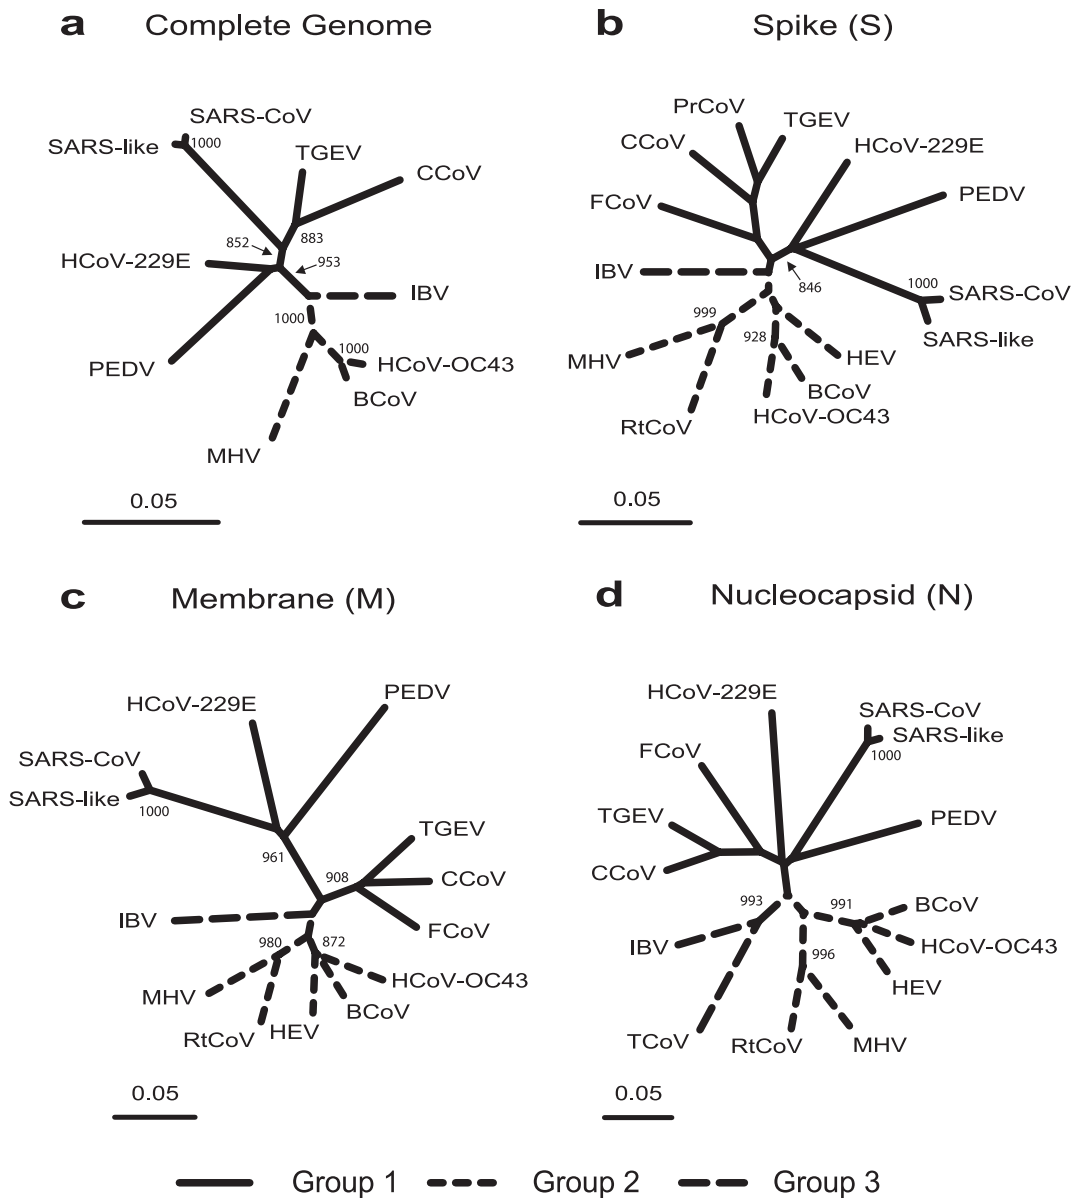 a Complete Genome
SARS-CoV
SARS-like
1000
TGEV
CCoV
852
883
HCoV-229E
953
IBV
1000
PEDV
1000
HCoV-OC43
BCoV
MHV
0.05
b Spike (S)
PrCoV
TGEV
CCoV
HCoV-229E
FCoV
PEDV
IBV
846
1000
SARS-CoV
999
928
SARS-like
MHV
HEV
BCoV
RtCoV
HCoV-OC43
0.05
c Membrane (M)
HCoV-229E
PEDV
SARS-CoV
SARS-like
1000
TGEV
961
908
CCoV
IBV
FCoV
980
872
HCoV-OC43
MHV
BCoV
RtCoV
HEV
0.05
d Nucleocapsid (N)
HCoV-229E
SARS-CoV
SARS-like
FCoV
1000
TGEV
PEDV
CCoV
993
991
BCoV
IBV
HCoV-OC43
996
HEV
TCoV
RtCoV
MHV
0.05
Group 1 Group 2 Group 3